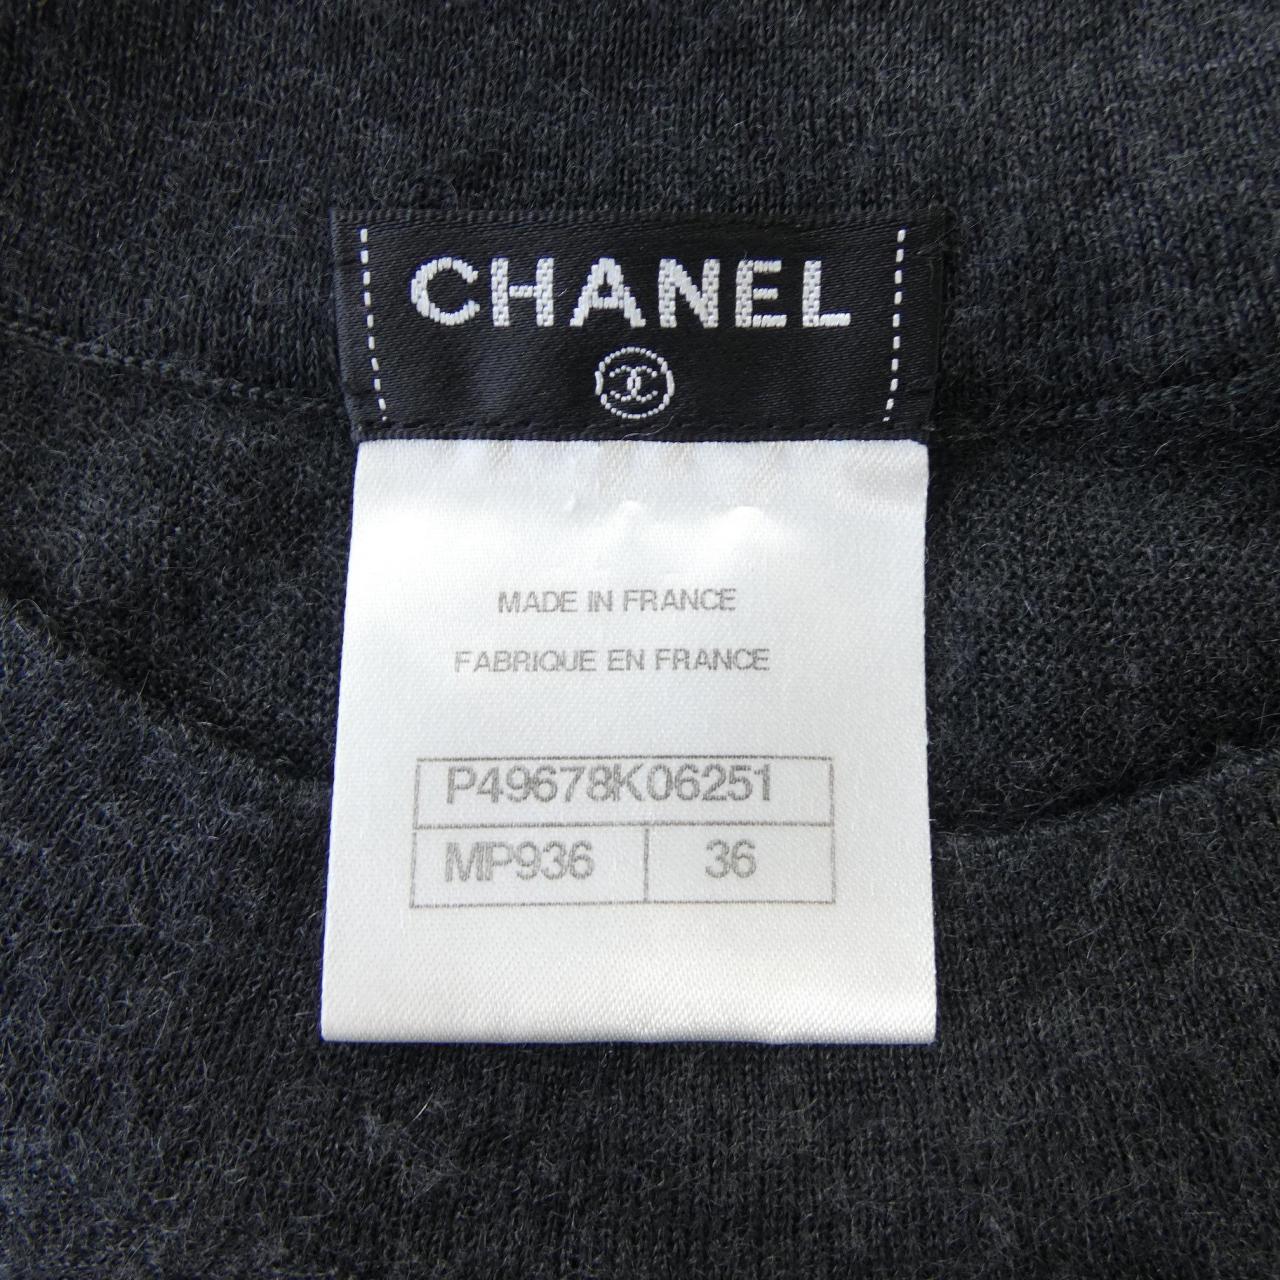 CHANEL
MADE IN FRANCE
FABRIQUE EN FRANCE
P49678K06251
MP936 36